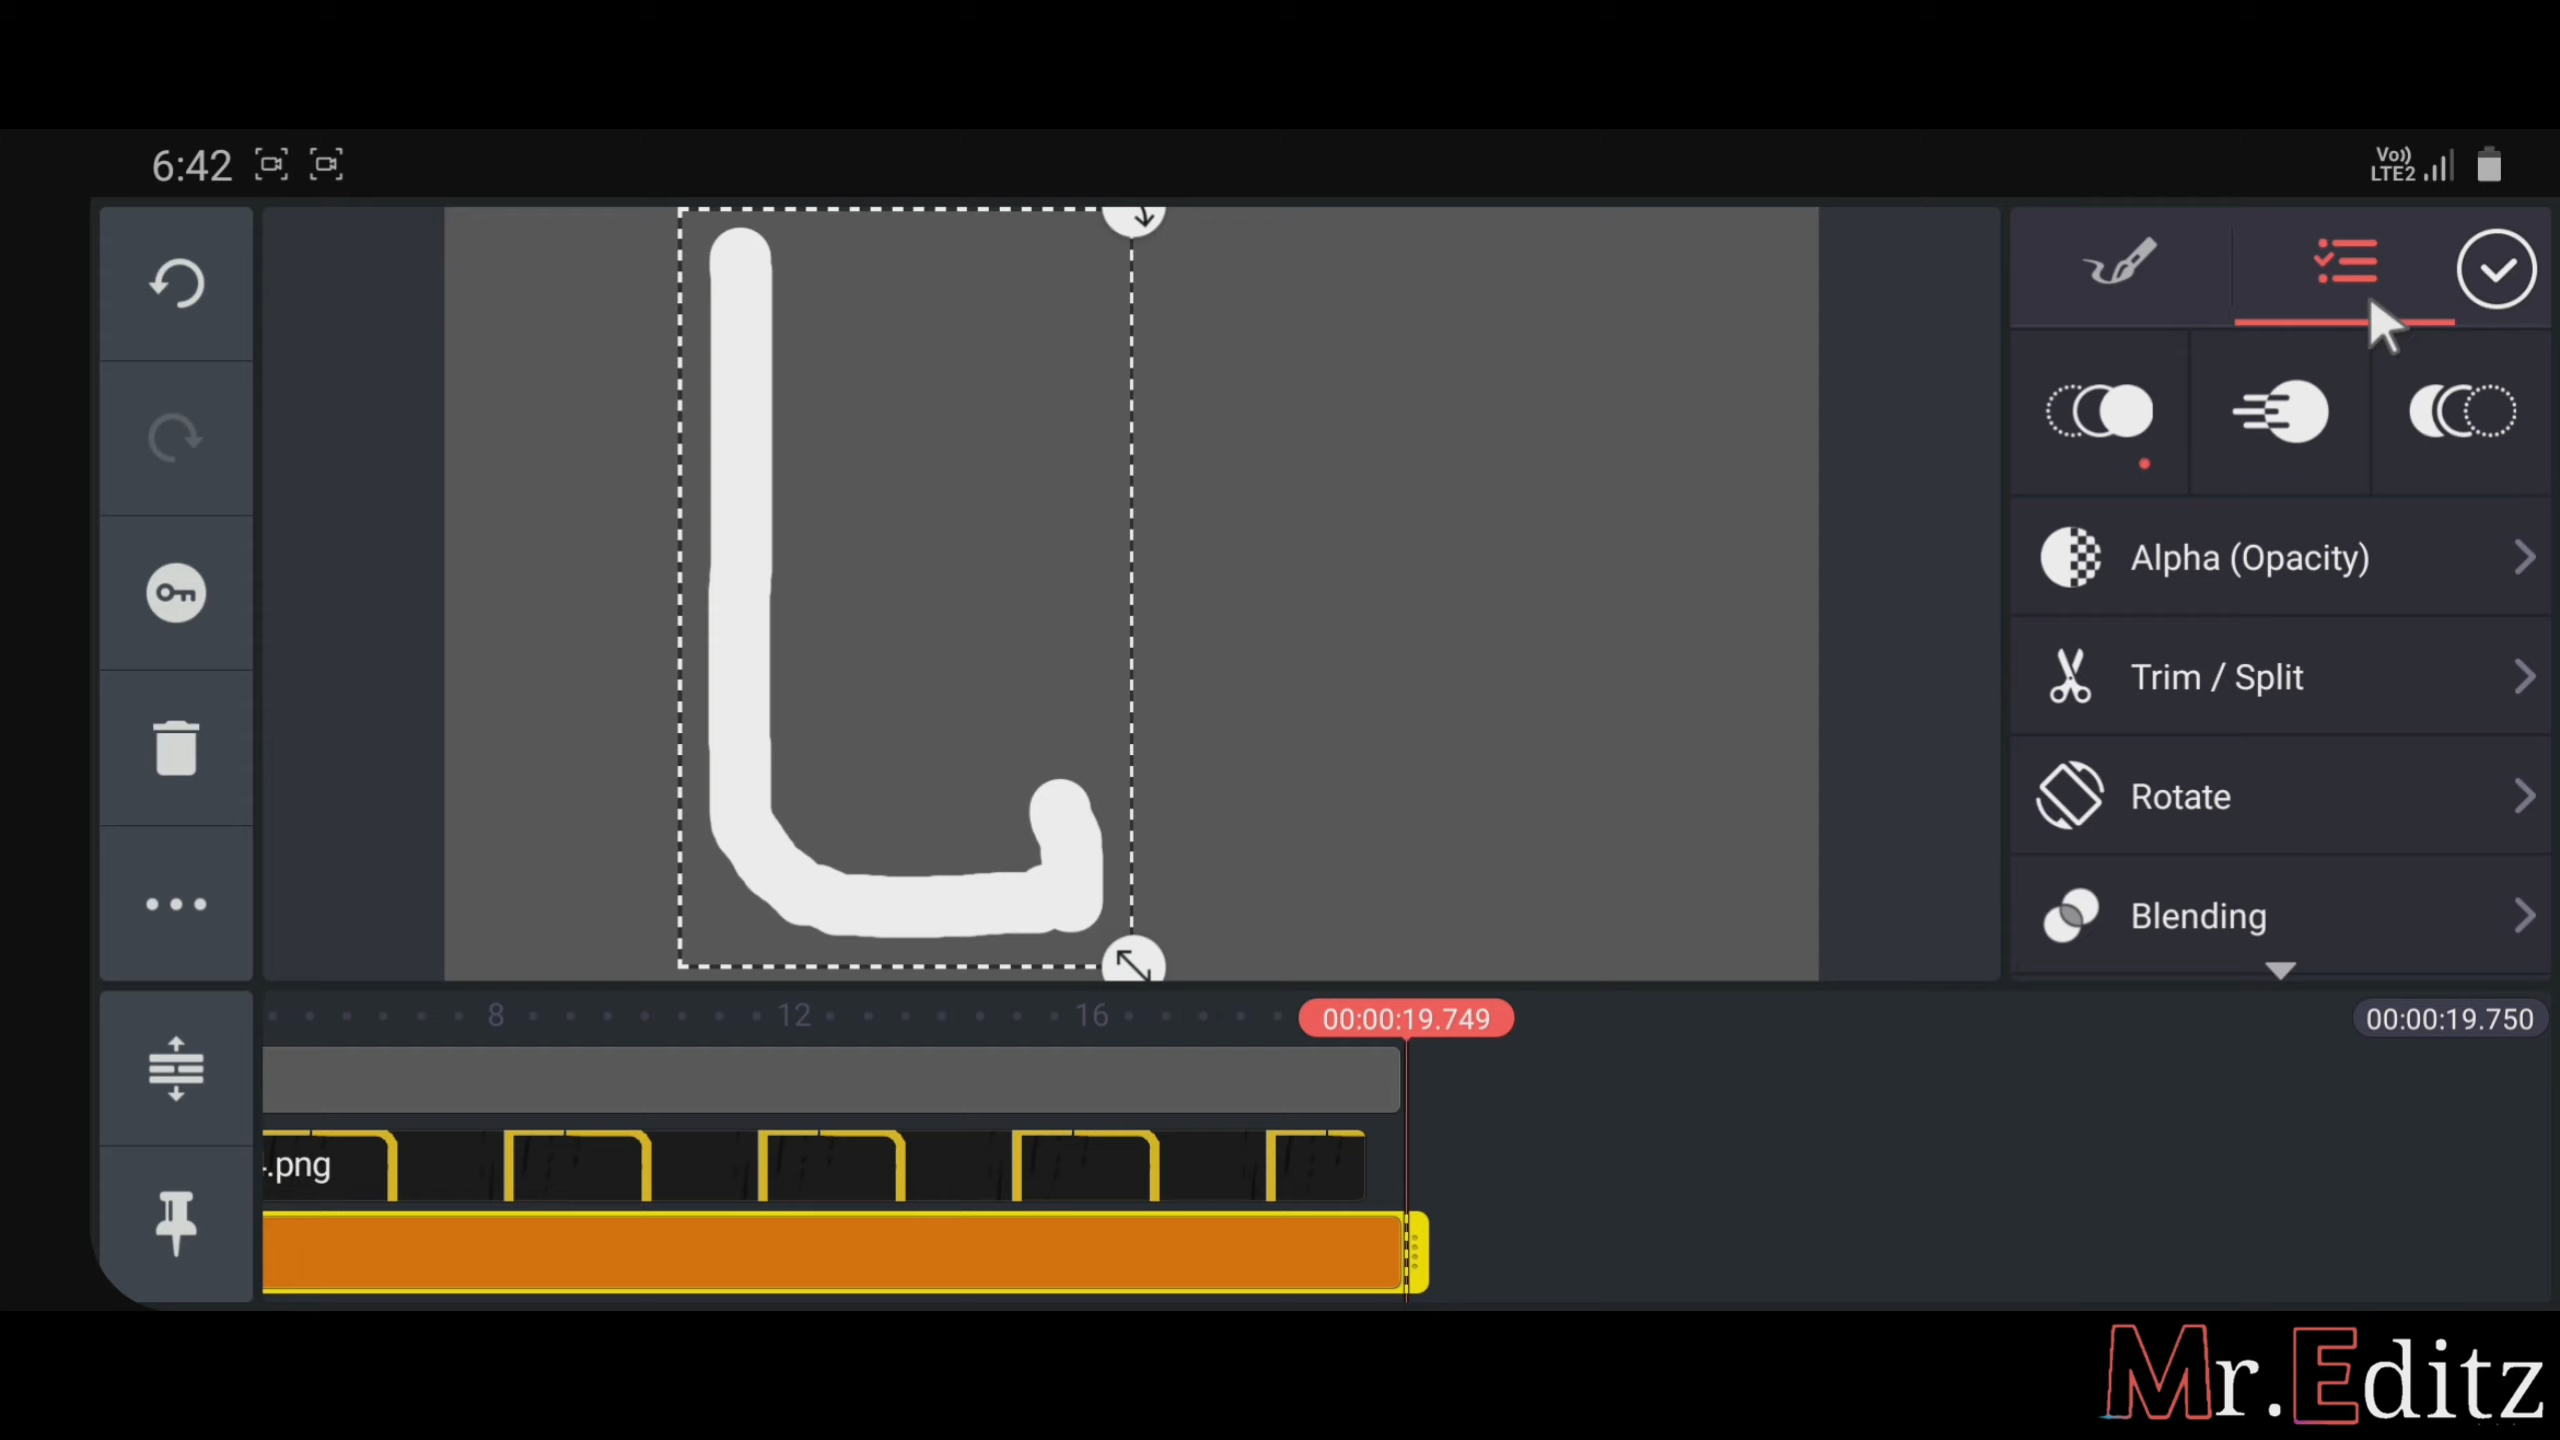 6:42
Vo))
LTE2
Alpha (Opacity)
Trim / Split
Rotate
Blending
8
12
16
00:00:19.749
00:00:19.750
.png
Mr.Editz